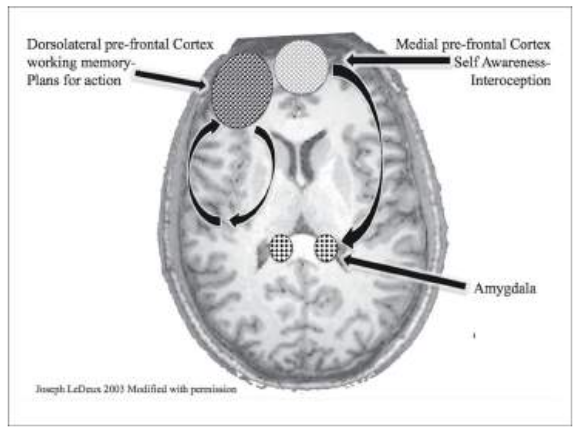 Dorsolateral pre-frontal Cortex
working memory-
Plans for action
Medial pre-frontal Cortex
Self Awareness-
Interoception
Amygdala
Joseph LeDeux 2003 Modified with permission